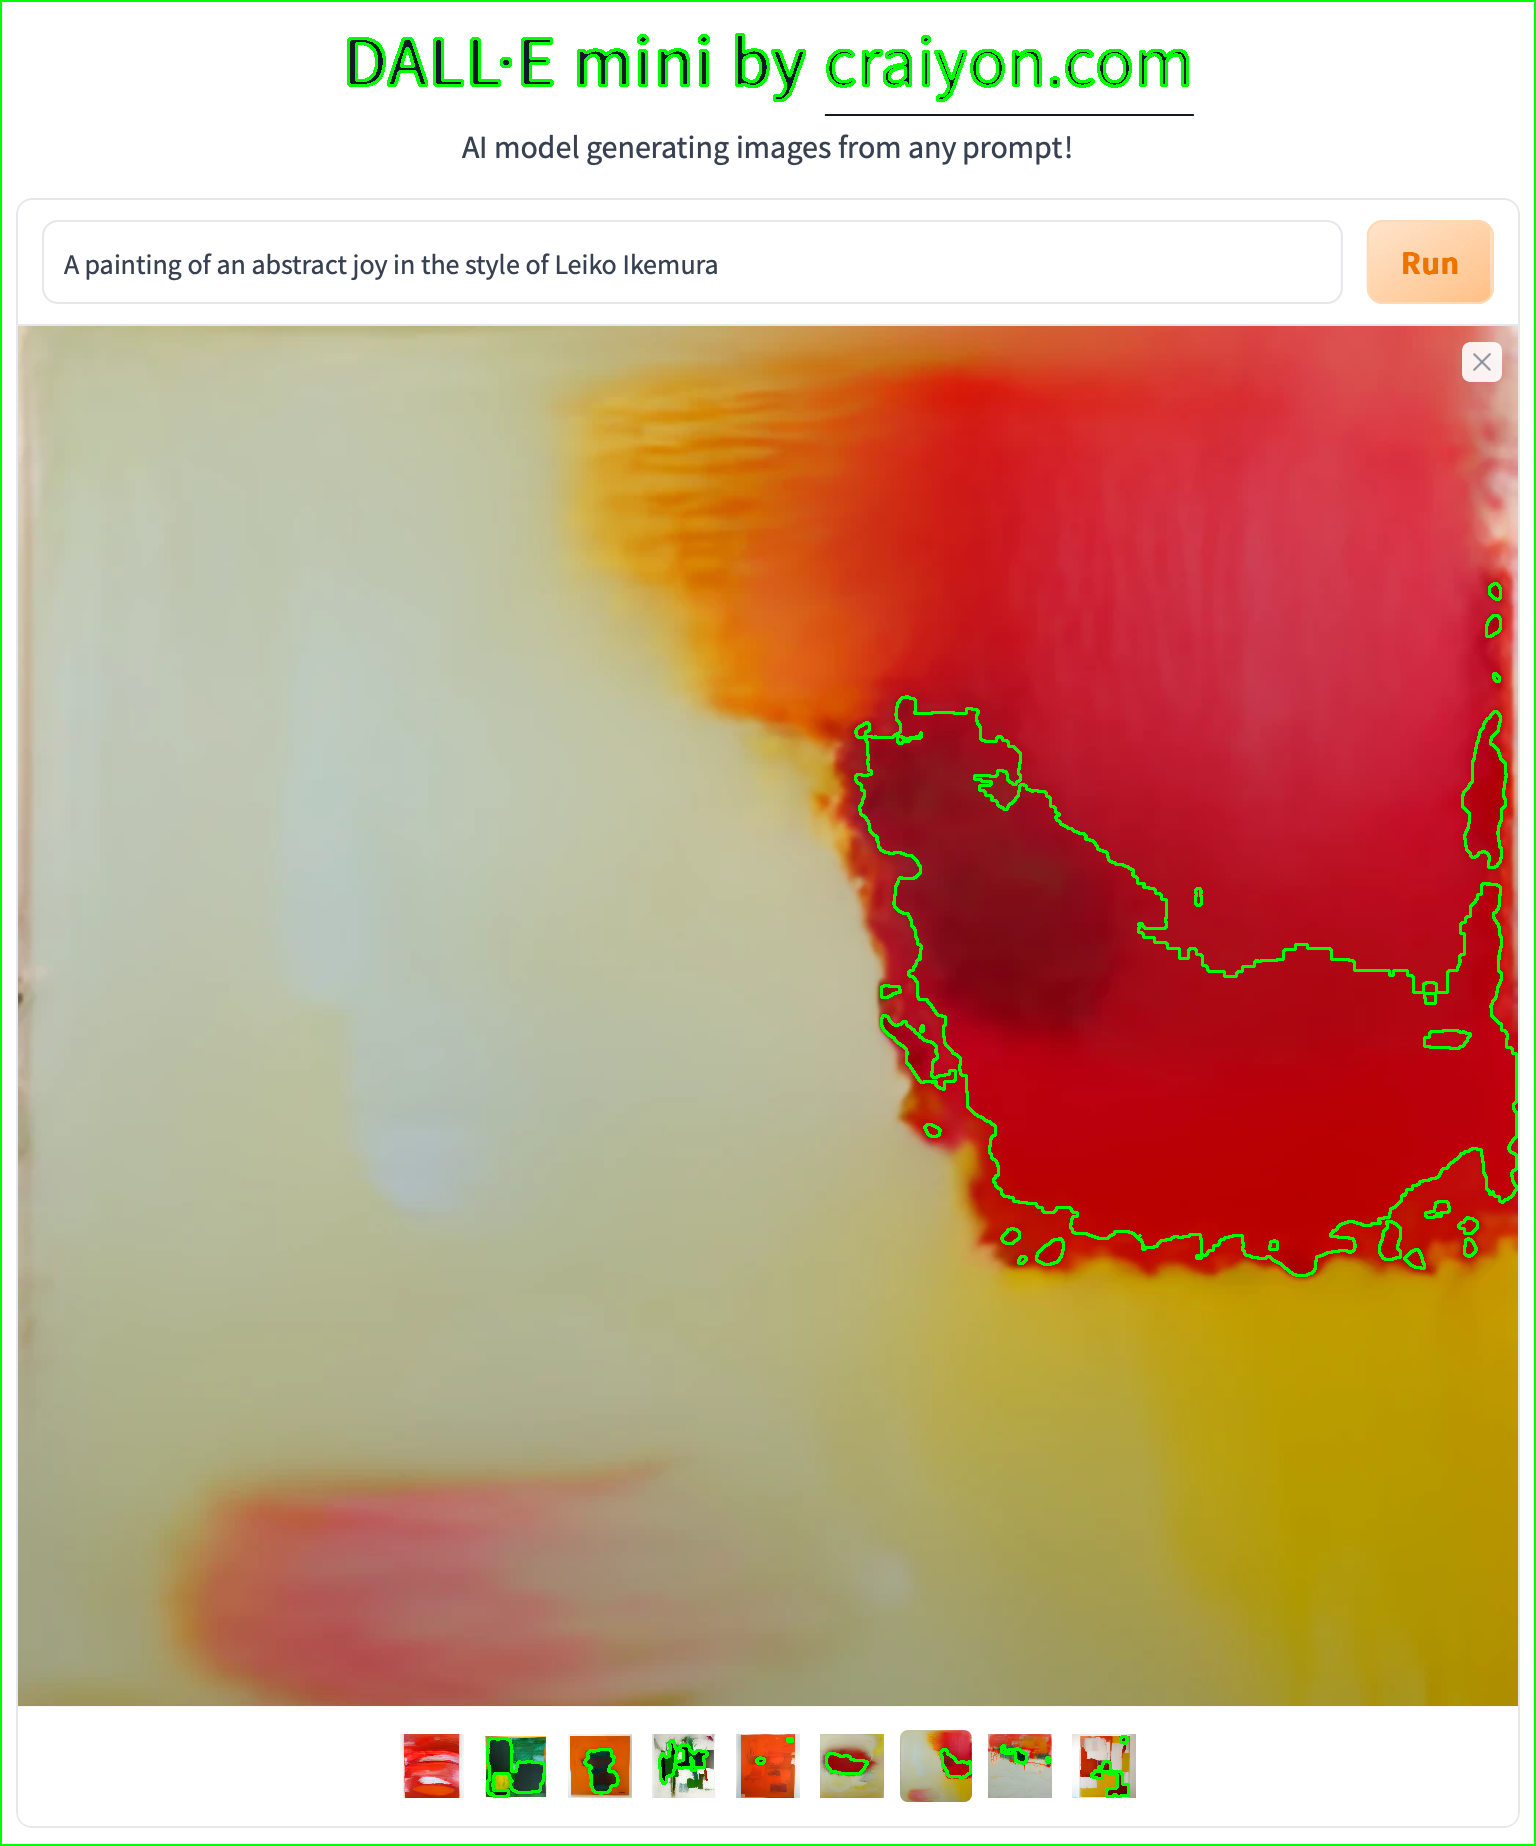 DALL·E mini by craiyon.com
AI model generating images from any prompt!
A painting of an abstract joy in the style of Leiko Ikemura
Run